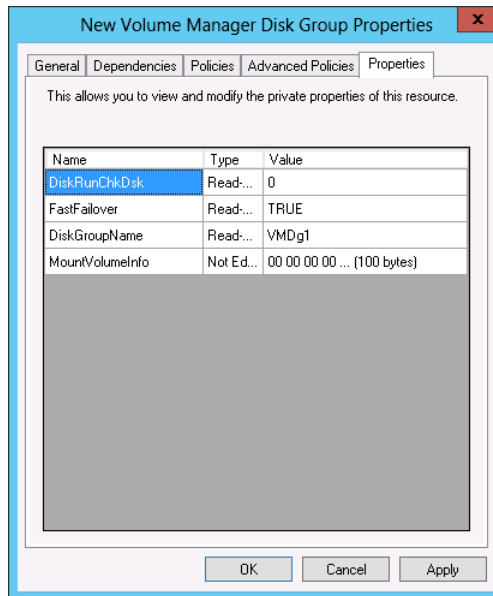 New Volume Manager Disk Group Properties
x
General Dependencies Policies Advanced Policies Properties
This allows you to view and modify the private properties of this resource.
Name Type Value
DiskRunChkDsk Read-... 0
FastFailover Read-... TRUE
DiskGroupName Read-... VMDg1
MountVolumeInfo Not Ed... 00 00 00 00 ... (100 bytes)
OK Cancel Apply